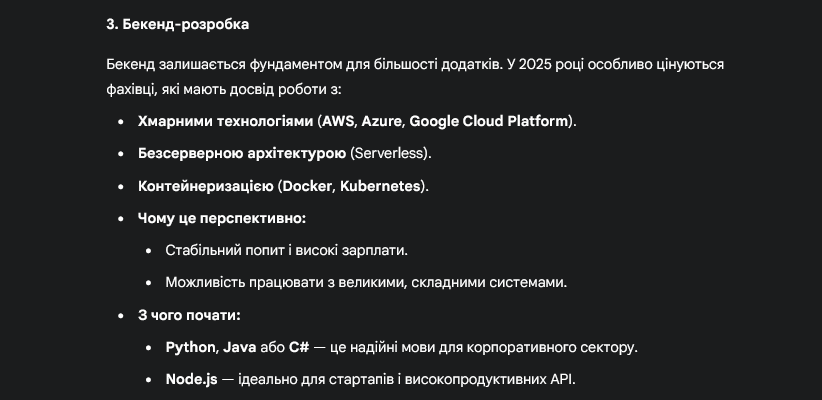 3. Бекенд-розробка
Бекенд залишається фундаментом для більшості додатків. У 2025 році особливо цінуються
фахівці, які мають досвід роботи з:
• Хмарними технологіями (AWS, Azure, Google Cloud Platform).
• Безсерверною архітектурою (Serverless).
• Контейнеризацією (Docker, Kubernetes).
• Чому це перспективно:
• Стабільний попит і високі зарплати.
• Можливість працювати з великими, складними системами.
• З чого почати:
• Python, Java або C# — це надійні мови для корпоративного сектору.
• Node.js — ідеально для стартапів і високопродуктивних API.